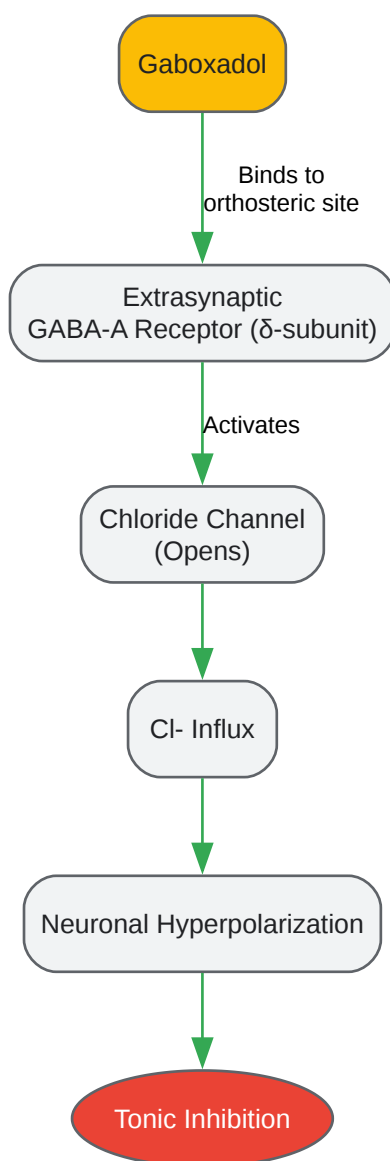 Gaboxadol
Binds to
orthosteric site
Extrasynaptic
GABA-A Receptor (δ-subunit)
Activates
Chloride Channel
(Opens)
Cl- Influx
Neuronal Hyperpolarization
Tonic Inhibition